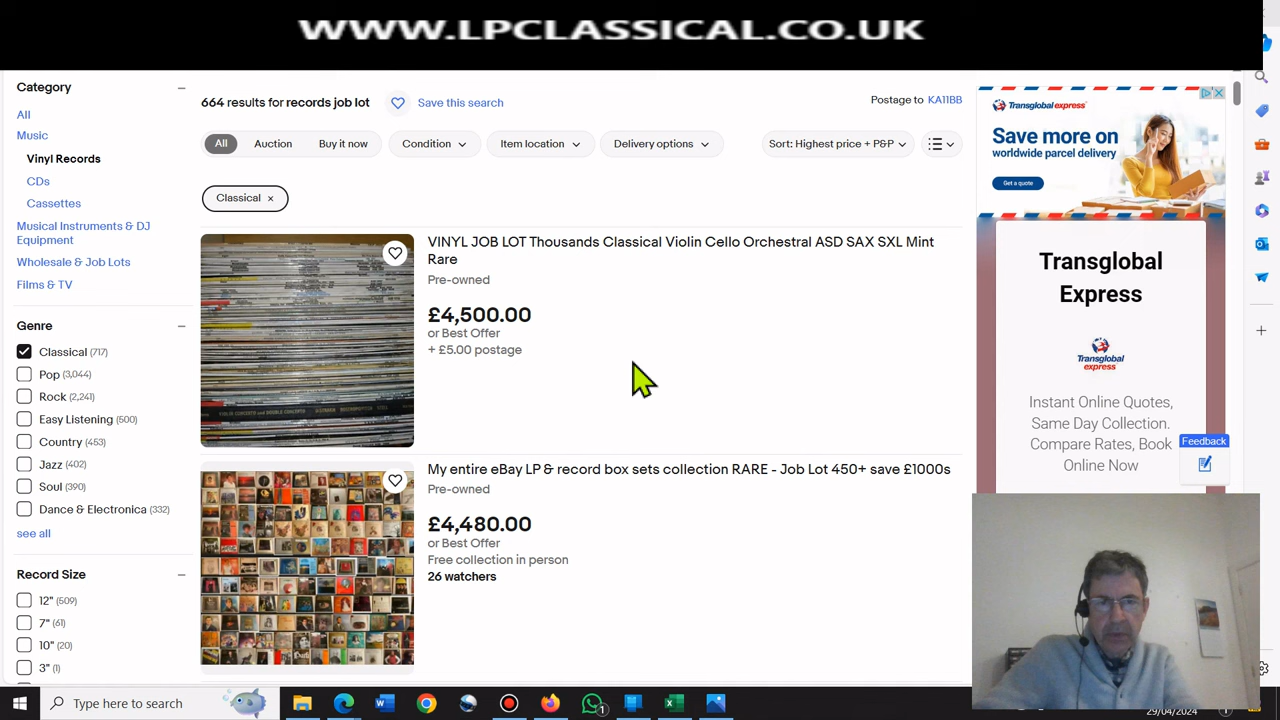 WWW.LPCLASSICAL.CO.UK
Category
All
Music
Vinyl Records
CDs
Cassettes
Musical Instruments & DJ
Equipment
Wholesale & Job Lots
Films & TV
Genre
Classical (717)
Pop (3,044)
Rock (2,241)
Easy Listening (500)
Country (453)
Jazz (402)
Soul (390)
Dance & Electronica (332)
see all
Record Size
12" (509)
7" (61)
10" (20)
3" (1)
664 results for records job lot
Save this search
Postage to KA11BB
All
Auction
Buy it now
Condition
Item location
Delivery options
Sort: Highest price + P&P
Classical ×
VINYL JOB LOT Thousands Classical Violin Cello Orchestral ASD SAX SXL Mint
Rare
Pre-owned
£4,500.00
or Best Offer
+ £5.00 postage
My entire eBay LP & record box sets collection RARE - Job Lot 450+ save £1000s
Pre-owned
£4,480.00
or Best Offer
Free collection in person
26 watchers
Transglobal express
Save more on
worldwide parcel delivery
Get a quote
Transglobal
Express
Transglobal
express
Instant Online Quotes,
Same Day Collection.
Compare Rates, Book
Online Now
Feedback
Type here to search
1
29/04/2024